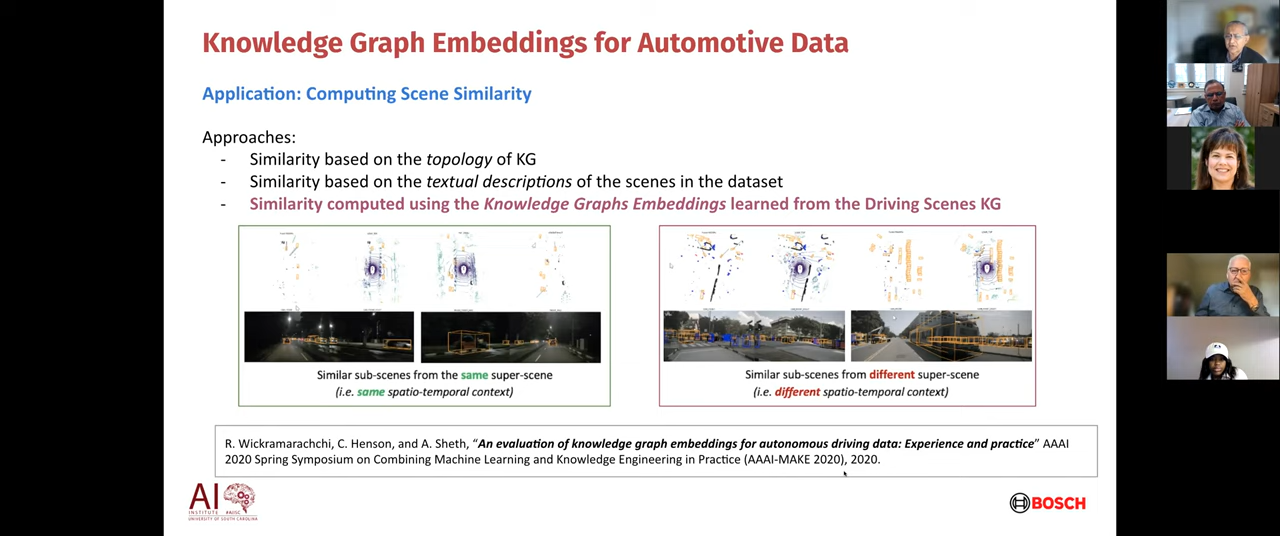 Knowledge Graph Embeddings for Automotive Data
Application: Computing Scene Similarity
Approaches:
- Similarity based on the topology of KG
- Similarity based on the textual descriptions of the scenes in the dataset
- Similarity computed using the Knowledge Graphs Embeddings learned from the Driving Scenes KG
Similar sub-scenes from the same super-scene
(i.e. same spatio-temporal context)
Similar sub-scenes from different super-scene
(i.e. different spatio-temporal context)
R. Wickramarachchi, C. Henson, and A. Sheth, “An evaluation of knowledge graph embeddings for autonomous driving data: Experience and practice” AAAI
2020 Spring Symposium on Combining Machine Learning and Knowledge Engineering in Practice (AAAI-MAKE 2020), 2020.
AI
INSTITUTE #AIISC
UNIVERSITY OF SOUTH CAROLINA
BOSCH